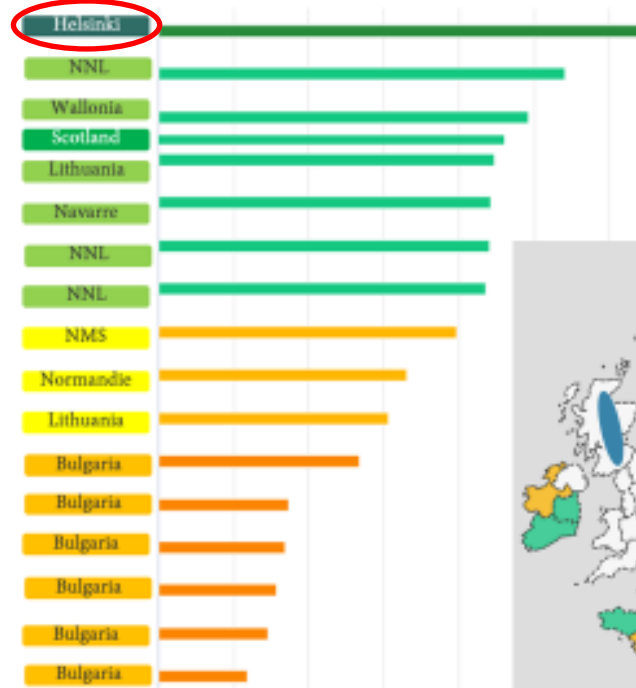 Helsinki
NNL
Wallonia
Scotland
Lithuania
Navarre
NNL
NNL
NMS
Normandie
Lithuania
Bulgaria
Bulgaria
Bulgaria
Bulgaria
Bulgaria
Bulgaria